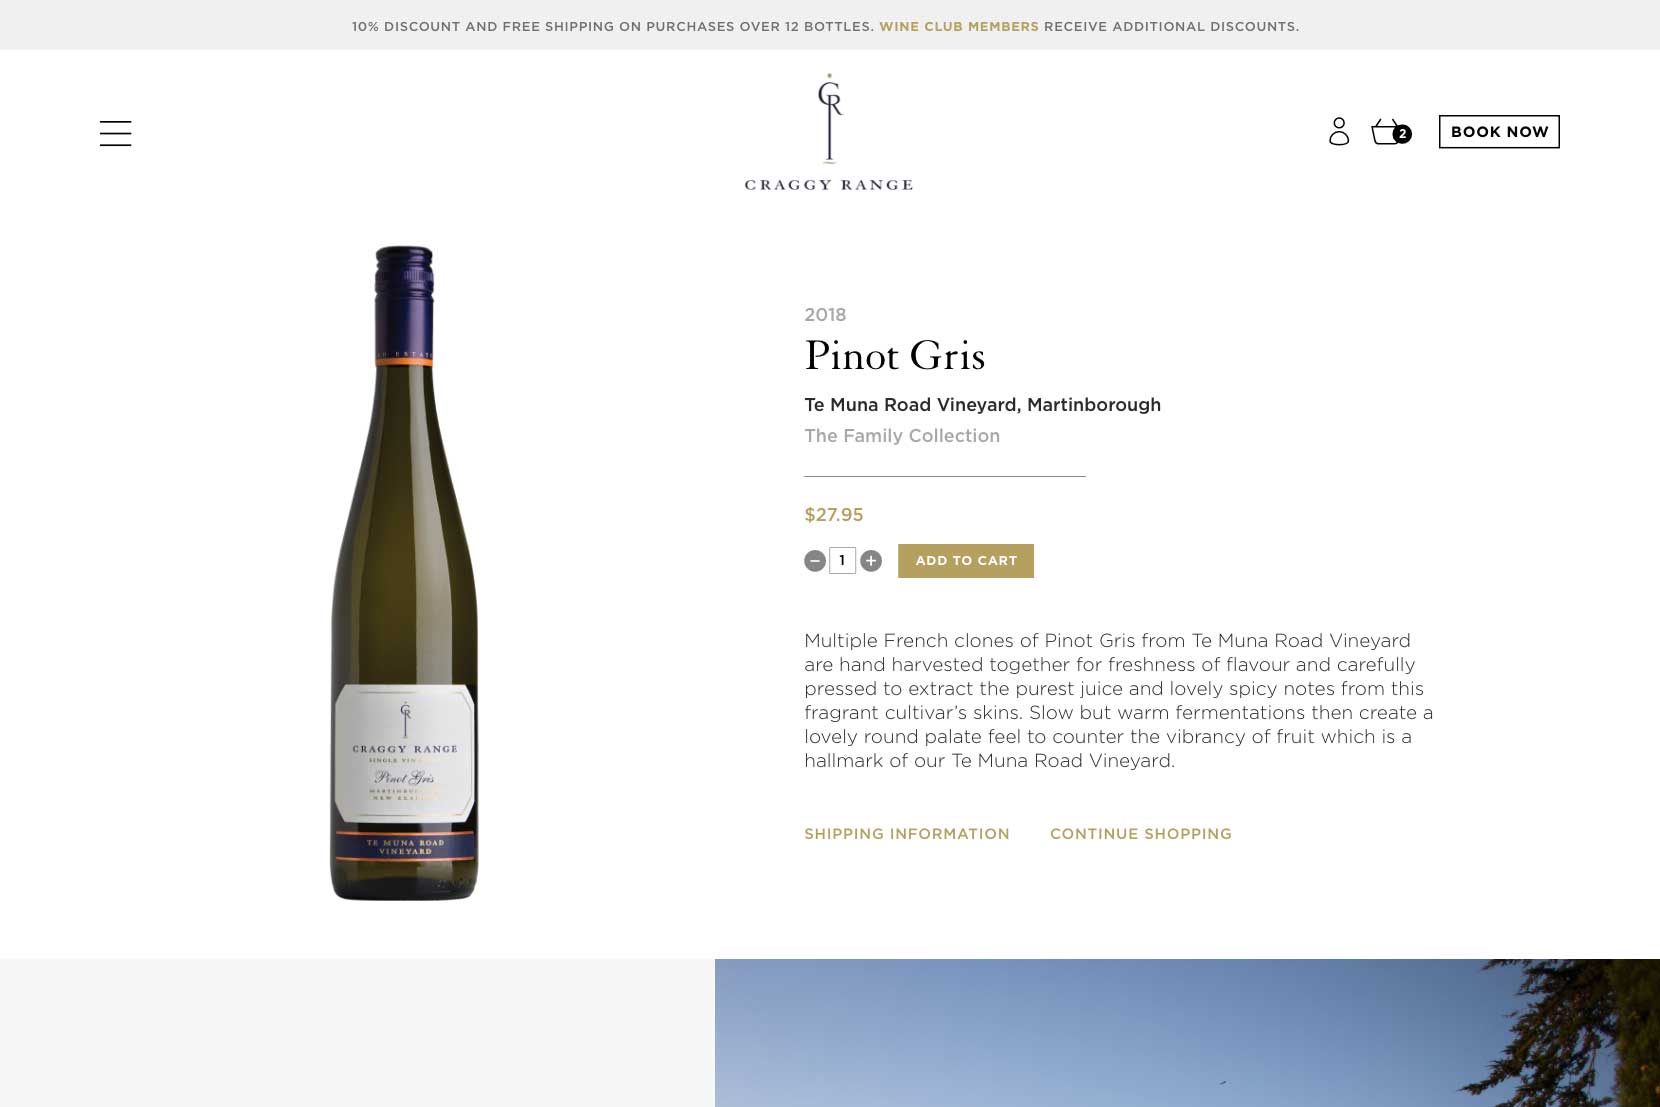 10% DISCOUNT AND FREE SHIPPING ON PURCHASES OVER 12 BOTTLES. WINE CLUB MEMBERS RECEIVE ADDITIONAL DISCOUNTS.
CR
CRAGGY RANGE
2
BOOK NOW
2018
Pinot Gris
Te Muna Road Vineyard, Martinborough
The Family Collection
$27.95
1
ADD TO CART
Multiple French clones of Pinot Gris from Te Muna Road Vineyard
are hand harvested together for freshness of flavour and carefully
pressed to extract the purest juice and lovely spicy notes from this
fragrant cultivar’s skins. Slow but warm fermentations then create a
lovely round palate feel to counter the vibrancy of fruit which is a
hallmark of our Te Muna Road Vineyard.
SHIPPING INFORMATION
CONTINUE SHOPPING
CR
CRAGGY RANGE
SINGLE
Pinot Gris
NEW
TE MUNA ROAD
VINEYARD